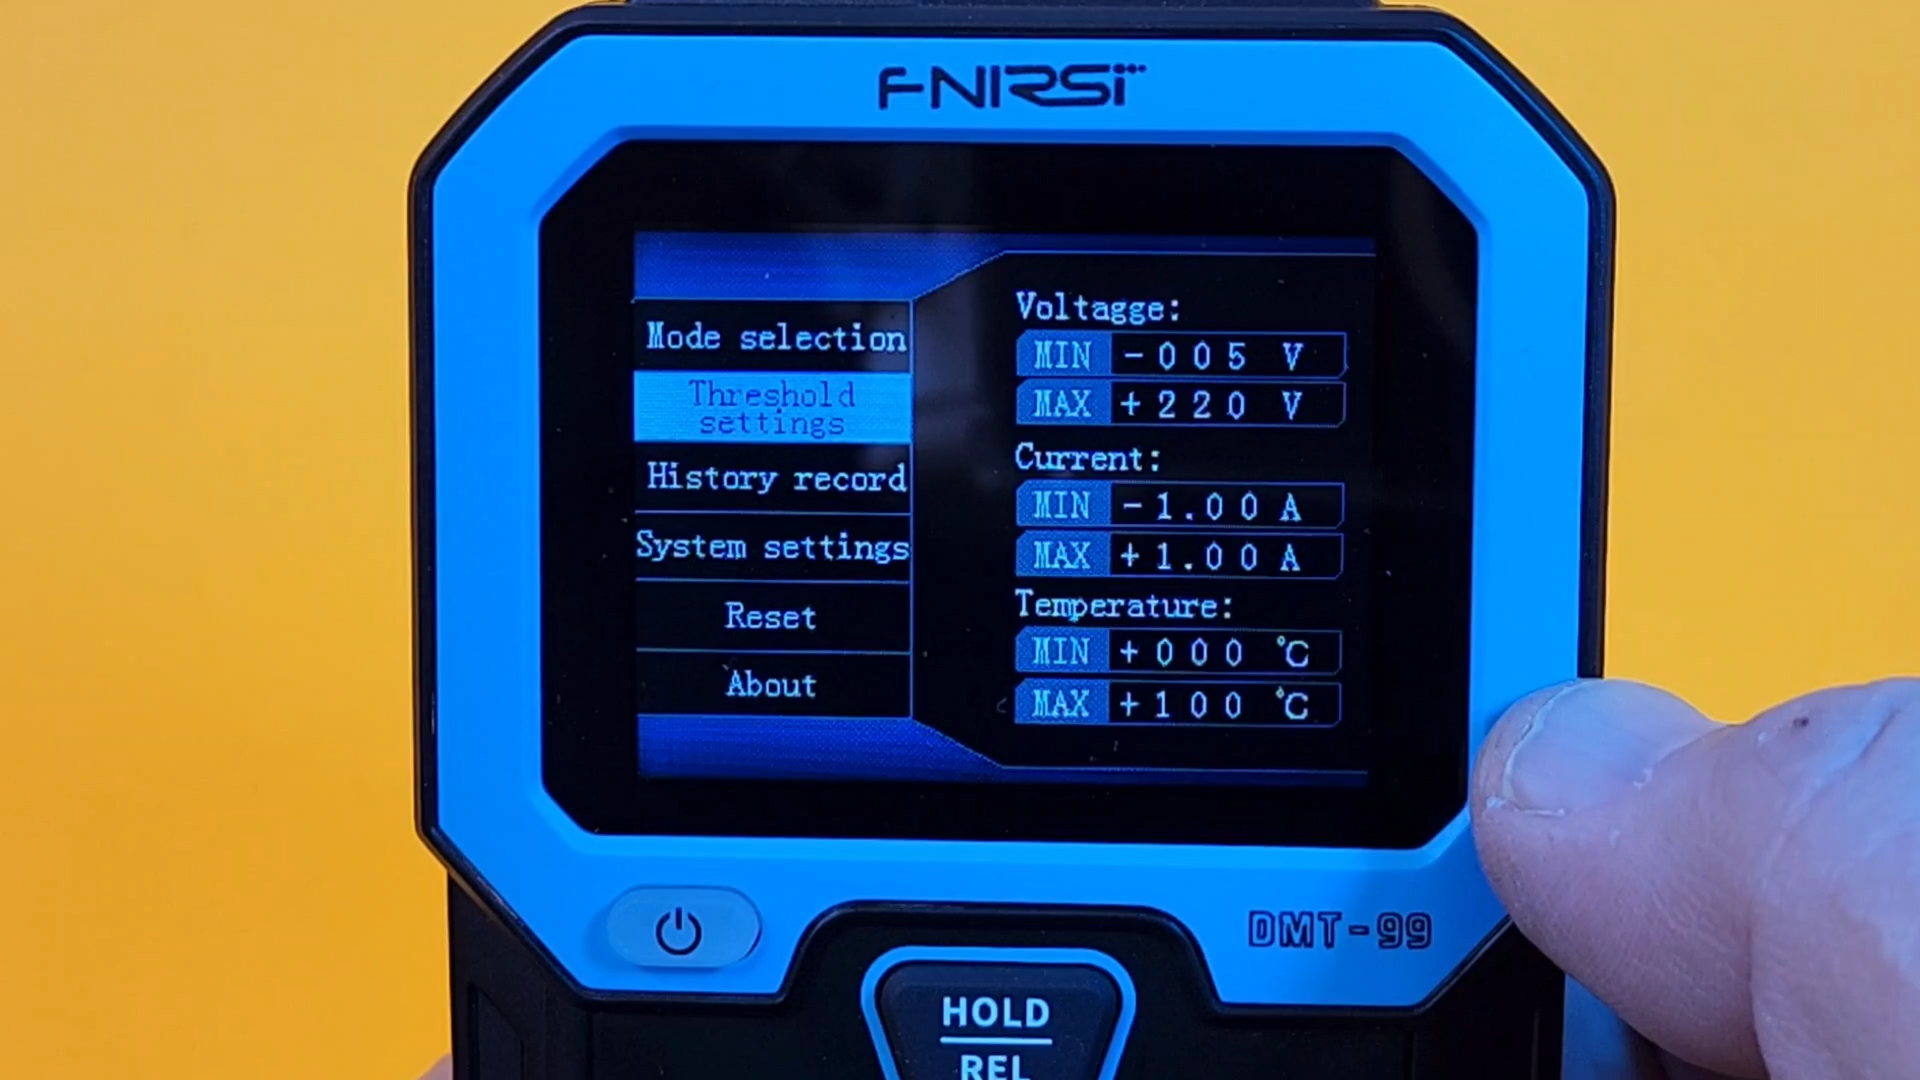 FNIRSI
Mode selection
Threshold
settings
History record
System settings
Reset
About
Voltagge:
MIN -005 V
MAX +220 V
Current:
MIN -1.00 A
MAX +1.00 A
Temperature:
MIN +000 ℃
MAX +100 ℃
DMT-99
HOLD
REL